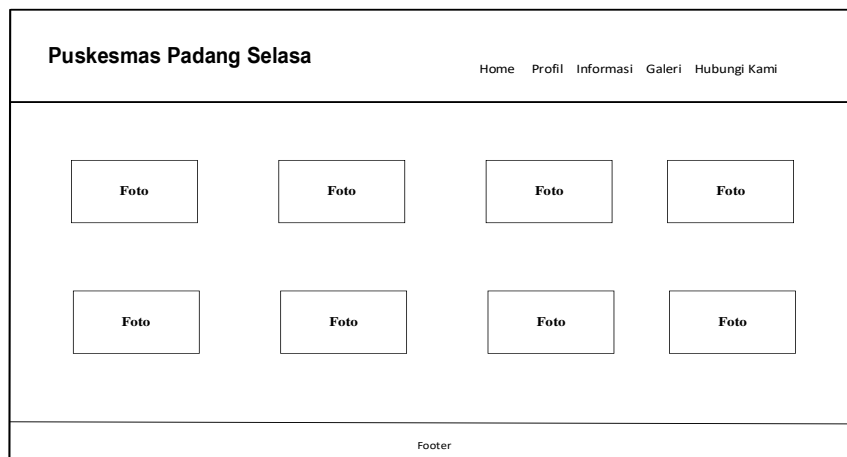 Puskesmas Padang Selasa
Home Profil Informasi Galeri Hubungi Kami
Foto Foto Foto Foto
Foto Foto Foto Foto
Footer